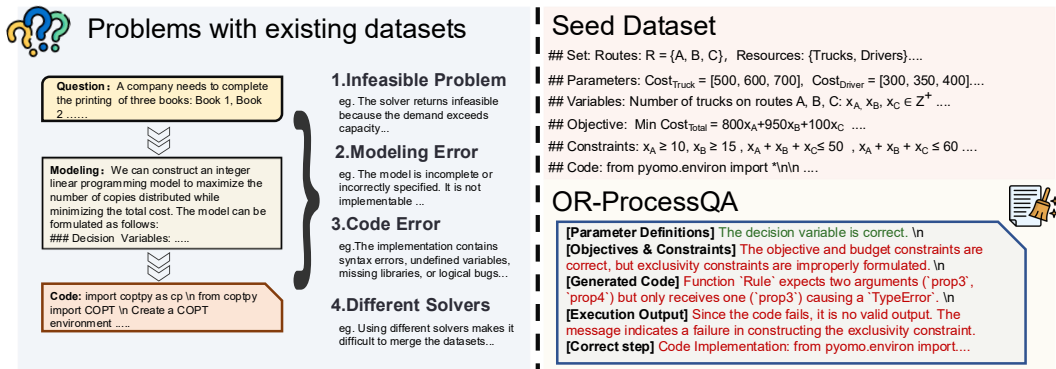 Problems with existing datasets
Question：A company needs to complete
the printing of three books: Book 1, Book
2 ......
Modeling: We can construct an integer
linear programming model to maximize the
number of copies distributed while
minimizing the total cost. The model can be
formulated as follows:
### Decision Variables: .....
Code: import coptpy as cp \n from coptpy
import COPT \n Create a COPT
environment .....
1.Infeasible Problem
eg. The solver returns infeasible
because the demand exceeds
capacity...
2.Modeling Error
eg. The model is incomplete or
incorrectly specified. It is not
implementable ...
3.Code Error
eg.The implementation contains
syntax errors, undefined variables,
missing libraries, or logical bugs...
4.Different Solvers
eg. Using different solvers makes it
difficult to merge the datasets...
Seed Dataset
## Set: Routes: R = {A, B, C}, Resources: {Trucks, Drivers}....
## Parameters: Cost_Truck = [500, 600, 700], Cost_Driver = [300, 350, 400]....
## Variables: Number of trucks on routes A, B, C: x_A, x_B, x_C ∈ Z⁺ ....
## Objective: Min Cost_Total = 800x_A+950x_B+100x_C ....
## Constraints: x_A ≥ 10, x_B ≥ 15 , x_A + x_B + x_C≤ 50 , x_A + x_B + x_C ≤ 60 ....
## Code: from pyomo.environ import *\n\n ....
OR-ProcessQA
[Parameter Definitions] The decision variable is correct. \n
[Objectives & Constraints] The objective and budget constraints are
correct, but exclusivity constraints are improperly formulated. \n
[Generated Code] Function `Rule` expects two arguments (`prop3`,
`prop4`) but only receives one (`prop3`) causing a `TypeError`. \n
[Execution Output] Since the code fails, it is no valid output. The
message indicates a failure in constructing the exclusivity constraint.
[Correct step] Code Implementation: from pyomo.environ import....